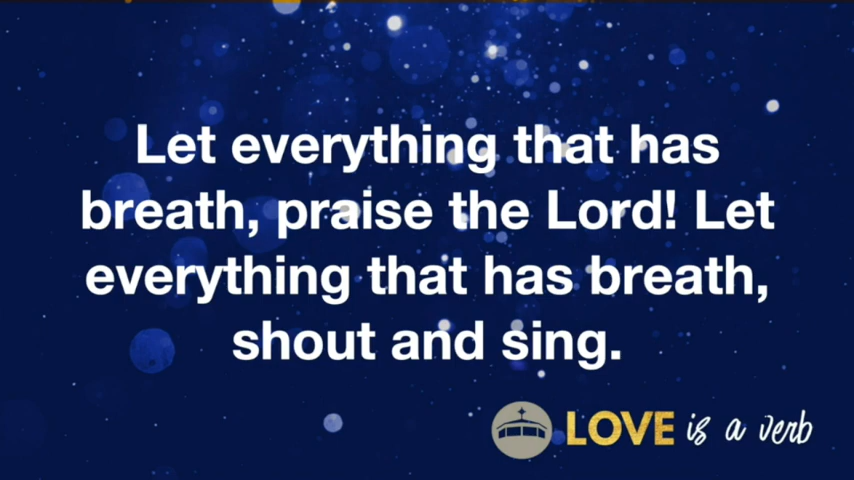 Let everything that has
breath, praise the Lord! Let
everything that has breath,
shout and sing.
LOVE is a verb